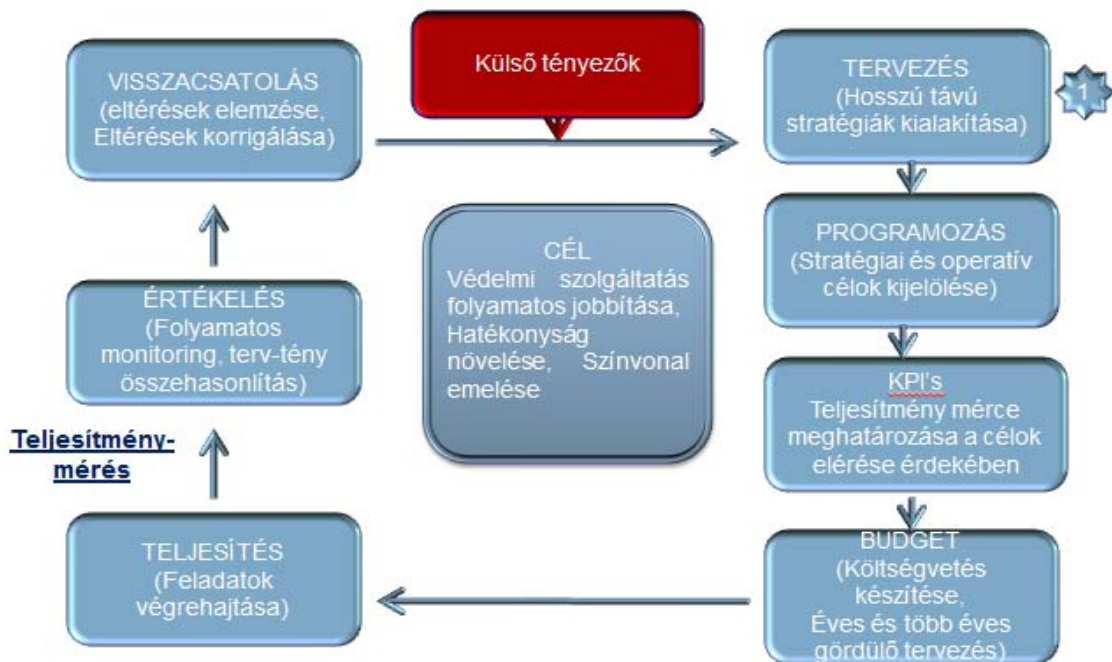 VISSZACSATOLÁS
(eltérések elemzése,
Eltérések korrigálása)
Külső tényezők
TERVEZÉS
(Hosszú távú
stratégiák kialakítása)
1
PROGRAMOZÁS
(Stratégiai és operatív
célok kijelölése)
KPI's
Teljesítmény mérce
meghatározása a célok
elérése érdekében
BUDGET
(Költségvetés
készítése,
Éves és több éves
gördülő tervezés)
TELJESÍTÉS
(Feladatok
végrehajtása)
Teljesítmény-
mérés
ÉRTÉKELÉS
(Folyamatos
monitoring, terv-tény
összehasonlítás)
CÉL
Védelmi szolgáltatás
folyamatos jobbítása,
Hatékonyság
növelése, Színvonal
emelése